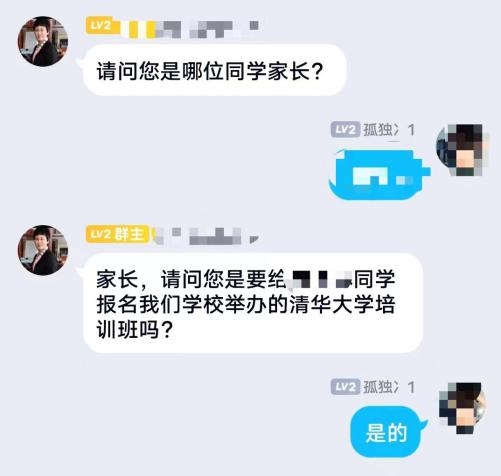 LV2
请问您是哪位同学家长？
LV2 孤独冫1
LV2 群主
家长，请问您是要给同学
报名我们学校举办的清华大学培
训班吗？
LV2 孤独冫1
是的